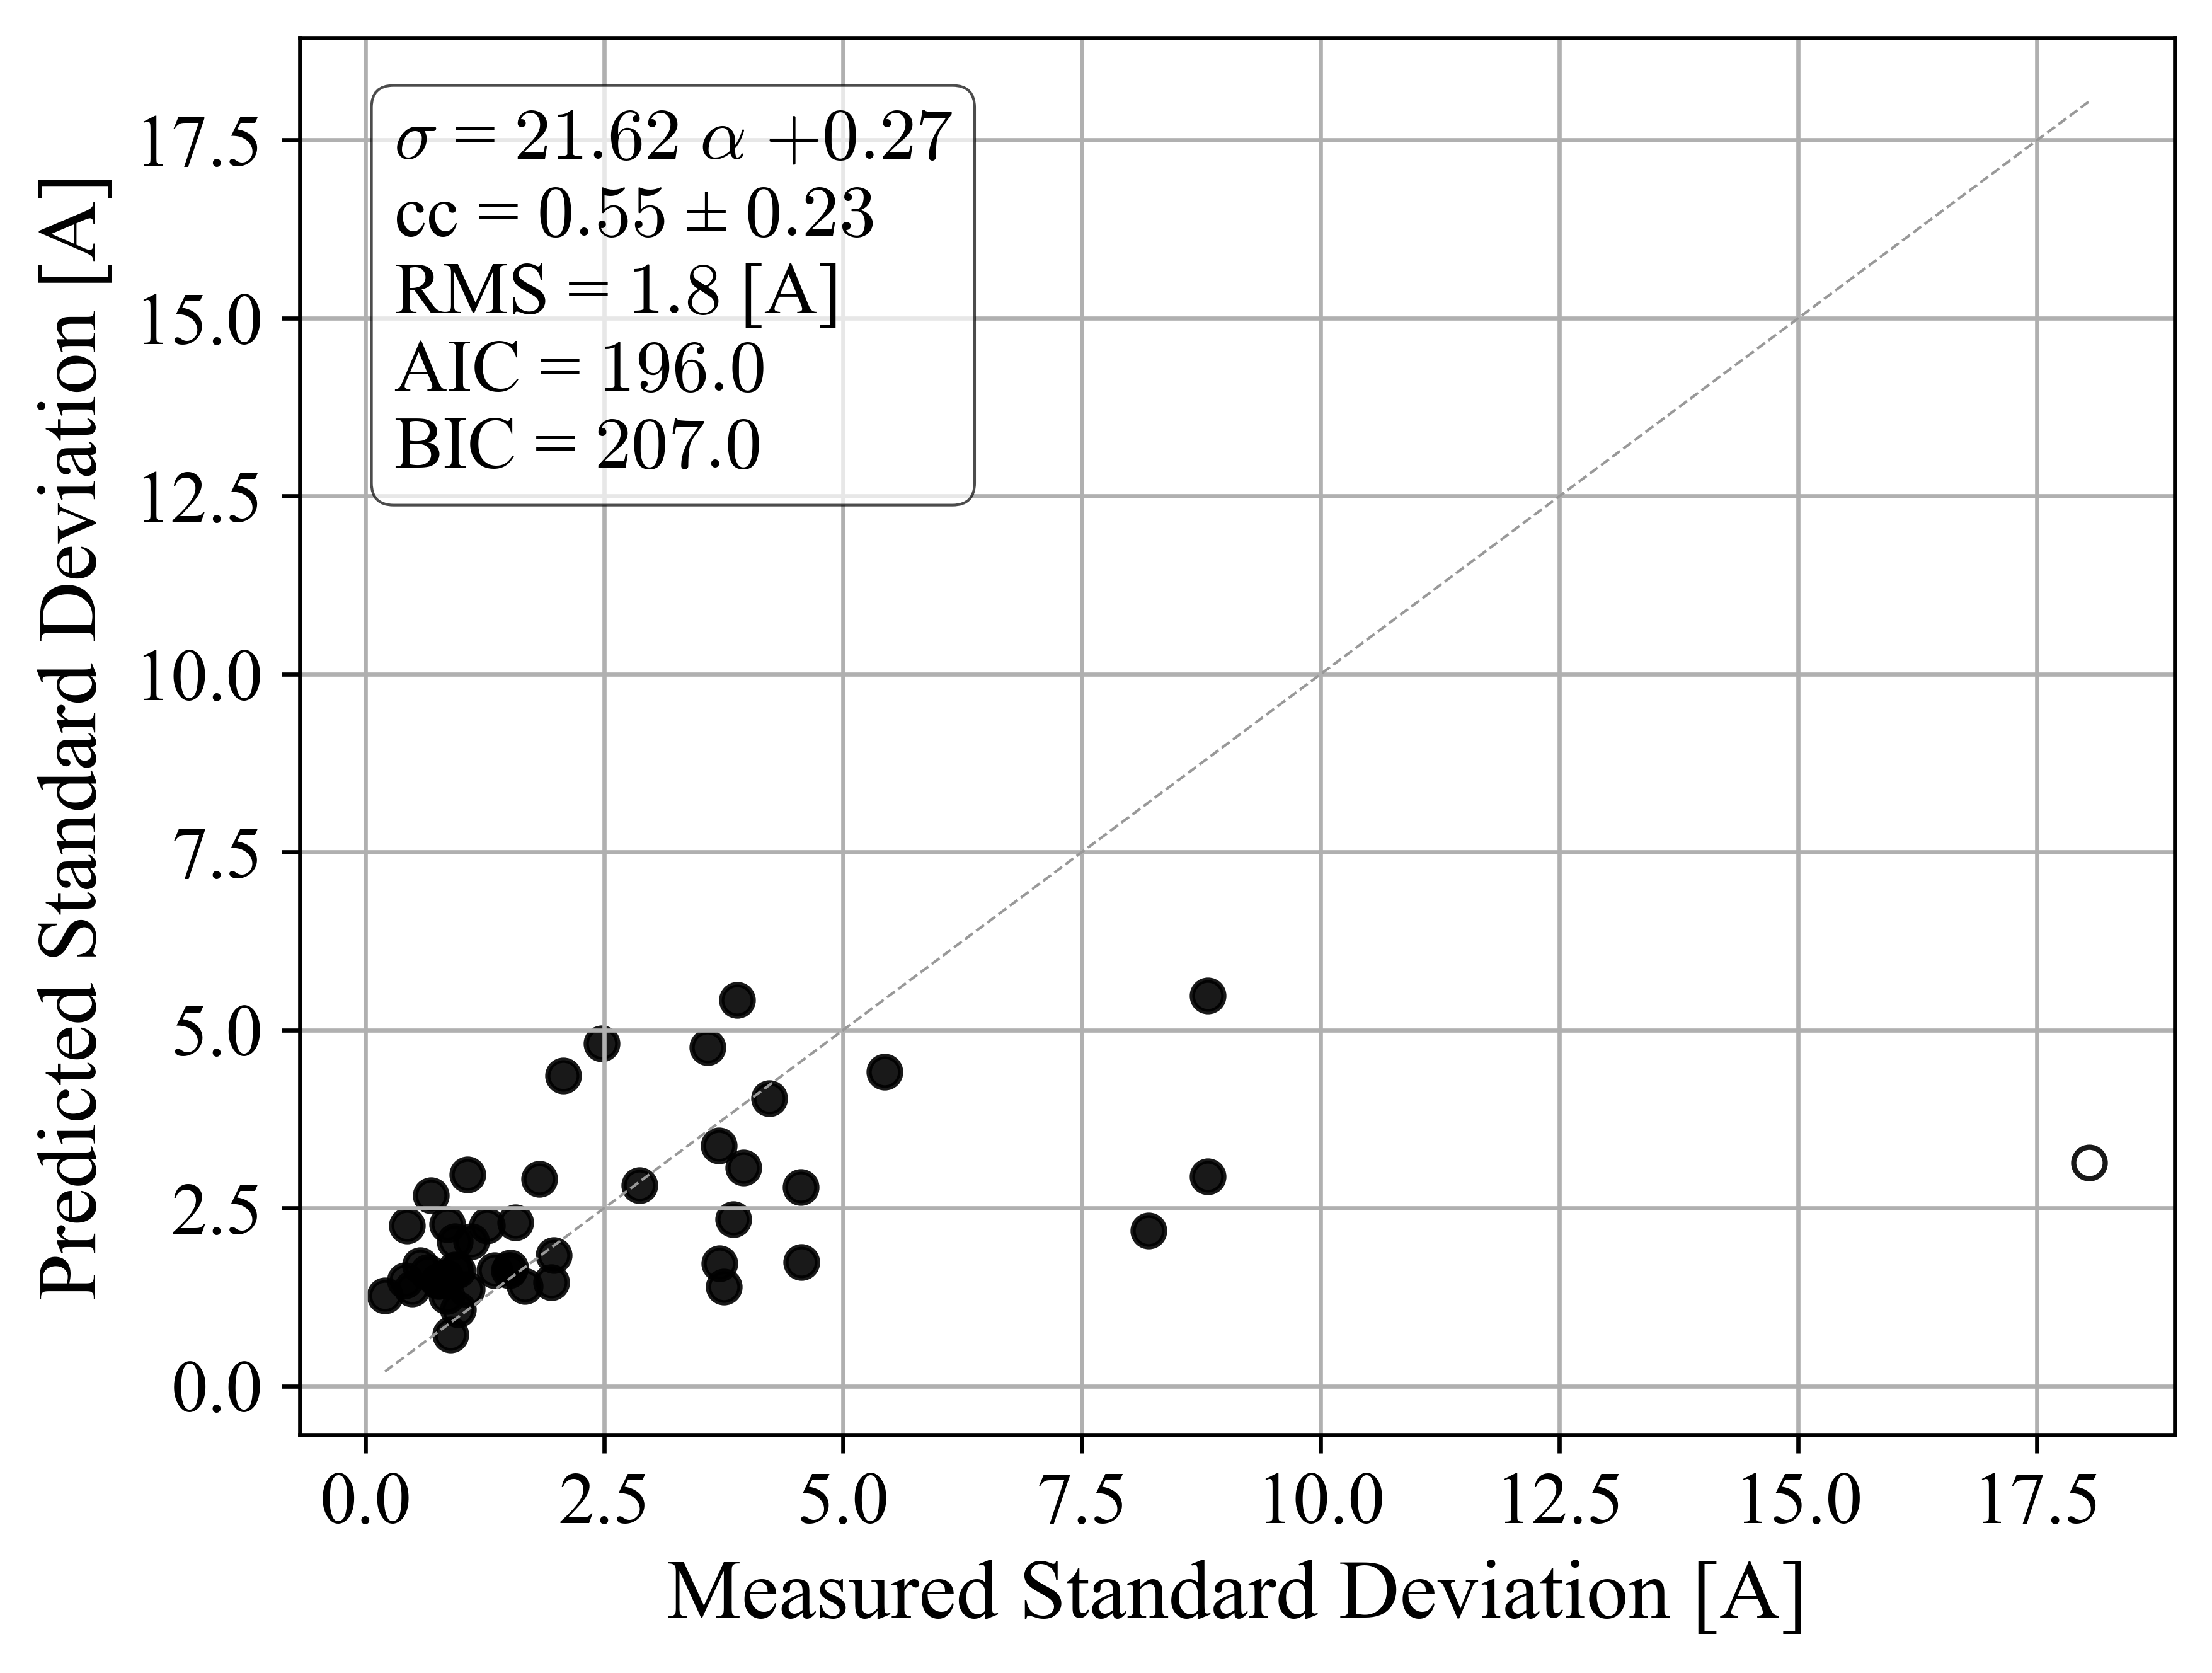 σ = 21.62 α +0.27
cc = 0.55 ± 0.23
RMS = 1.8 [A]
AIC = 196.0
BIC = 207.0
Predicted Standard Deviation [A]
17.5
15.0
12.5
10.0
7.5
5.0
2.5
0.0
0.0 2.5 5.0 7.5 10.0 12.5 15.0 17.5
Measured Standard Deviation [A]